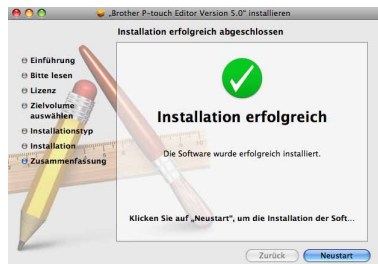 „Brother P-touch Editor Version 5.0" installieren
Installation erfolgreich abgeschlossen
Einführung
Bitte lesen
Lizenz
Zielvolume
auswählen
Installationstyp
Installation
Zusammenfassung
Installation erfolgreich
Die Software wurde erfolgreich installiert.
Klicken Sie auf „Neustart", um die Installation der Soft...
Zurück
Neustart